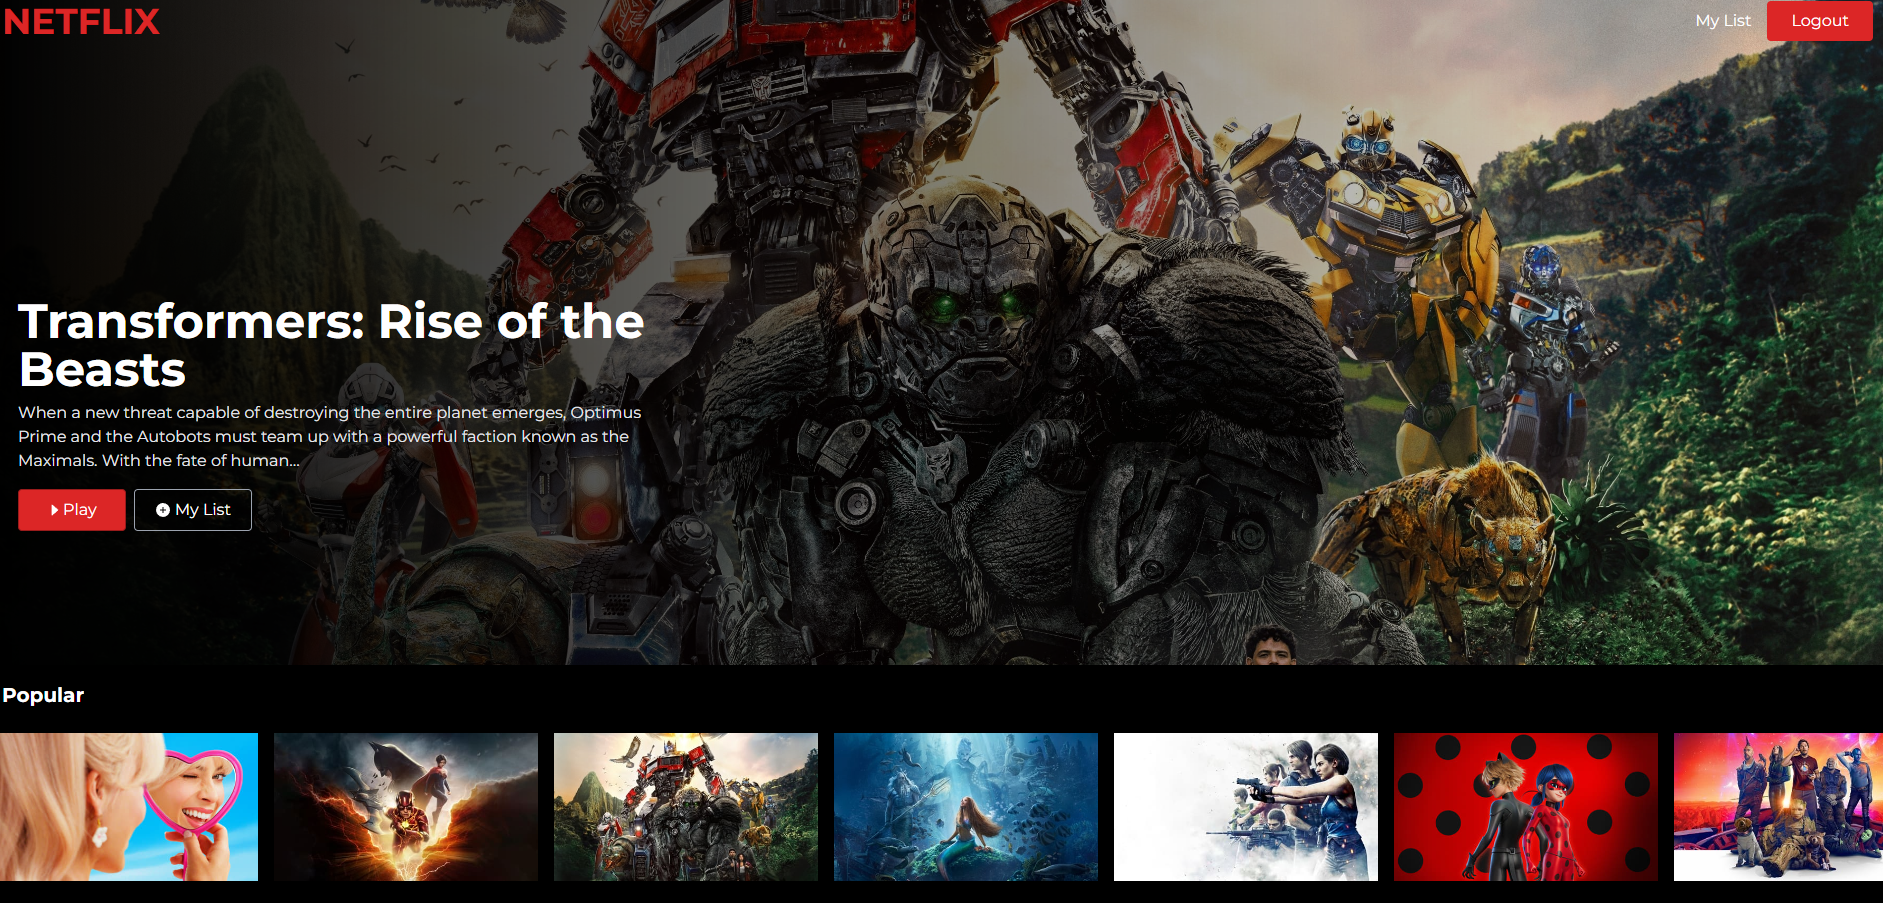 NETFLIX
My List
Logout
Transformers: Rise of the
Beasts
When a new threat capable of destroying the entire planet emerges, Optimus
Prime and the Autobots must team up with a powerful faction known as the
Maximals. With the fate of human...
Play
My List
Popular